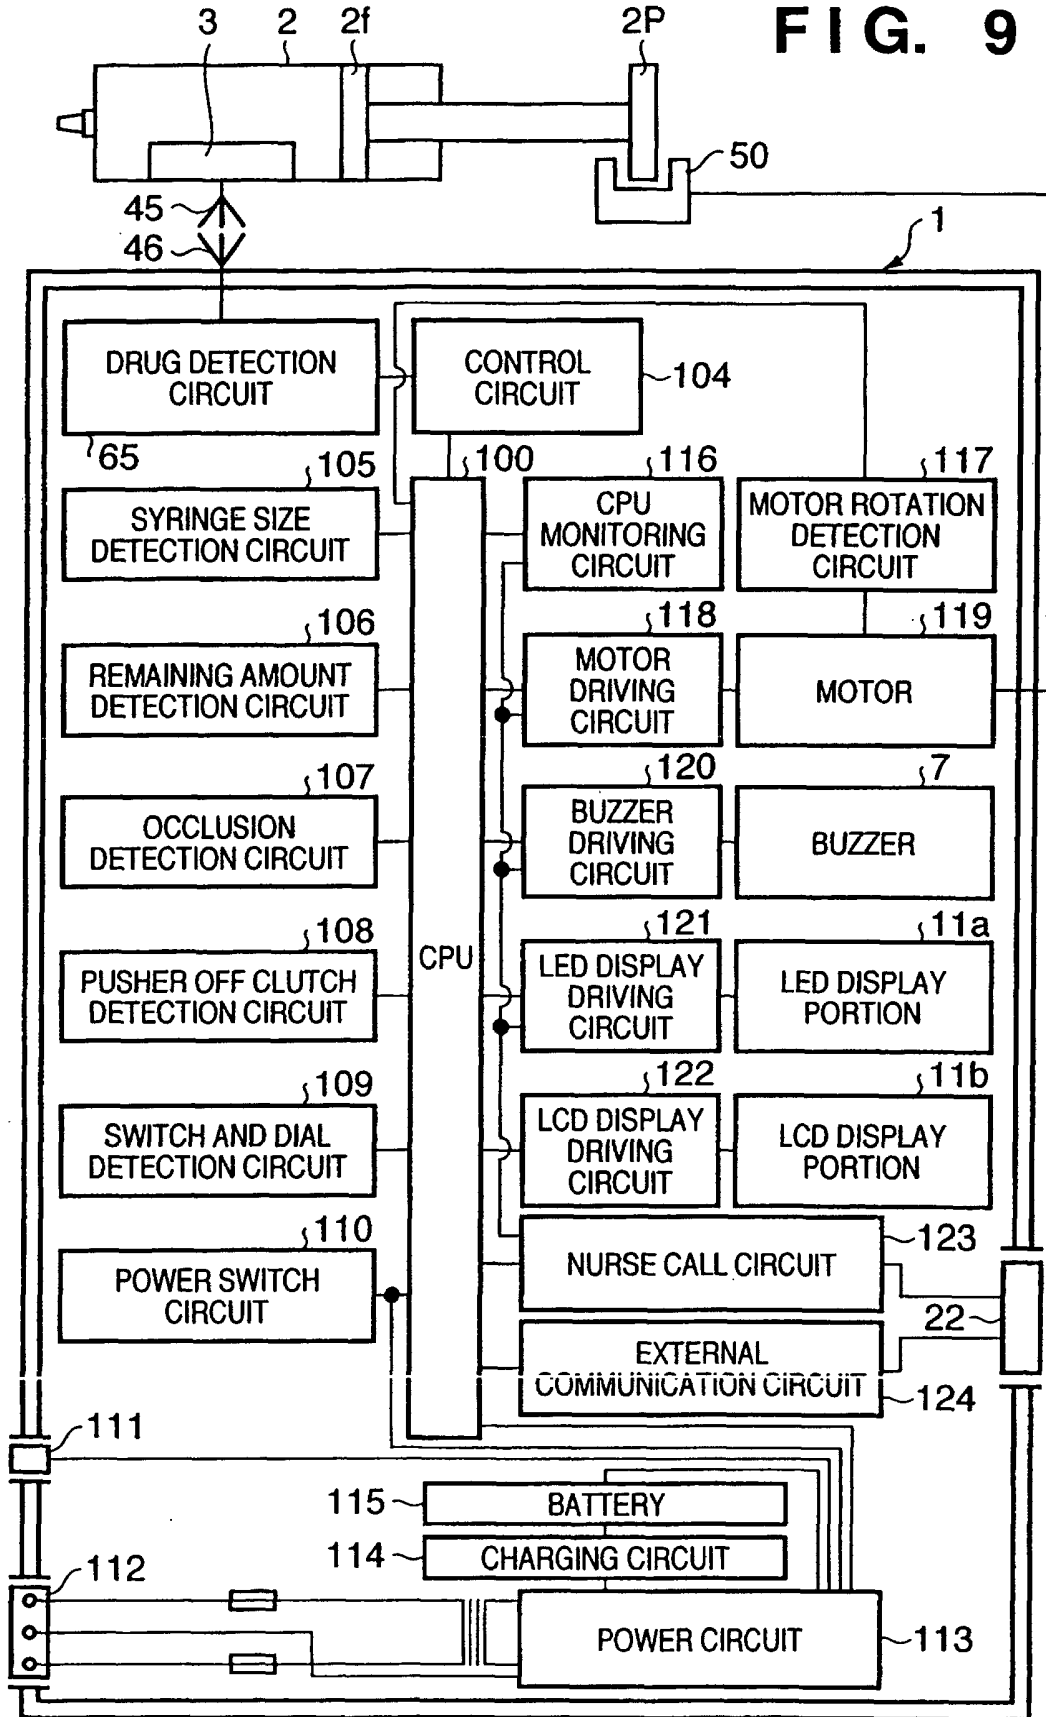 FIG. 9
3
2
2f
2P
50
45
46
1
DRUG DETECTION
CIRCUIT
65
CONTROL
CIRCUIT
104
105
SYRINGE SIZE
DETECTION CIRCUIT
100
116
CPU
MONITORING
CIRCUIT
117
MOTOR ROTATION
DETECTION
CIRCUIT
106
REMAINING AMOUNT
DETECTION CIRCUIT
118
MOTOR
DRIVING
CIRCUIT
119
MOTOR
107
OCCLUSION
DETECTION CIRCUIT
120
BUZZER
DRIVING
CIRCUIT
7
BUZZER
108
PUSHER OFF CLUTCH
DETECTION CIRCUIT
CPU
121
LED DISPLAY
DRIVING
CIRCUIT
11a
LED DISPLAY
PORTION
109
SWITCH AND DIAL
DETECTION CIRCUIT
122
LCD DISPLAY
DRIVING
CIRCUIT
11b
LCD DISPLAY
PORTION
110
POWER SWITCH
CIRCUIT
NURSE CALL CIRCUIT
123
22
EXTERNAL
COMMUNICATION CIRCUIT
124
111
115
BATTERY
114
CHARGING CIRCUIT
112
POWER CIRCUIT
113